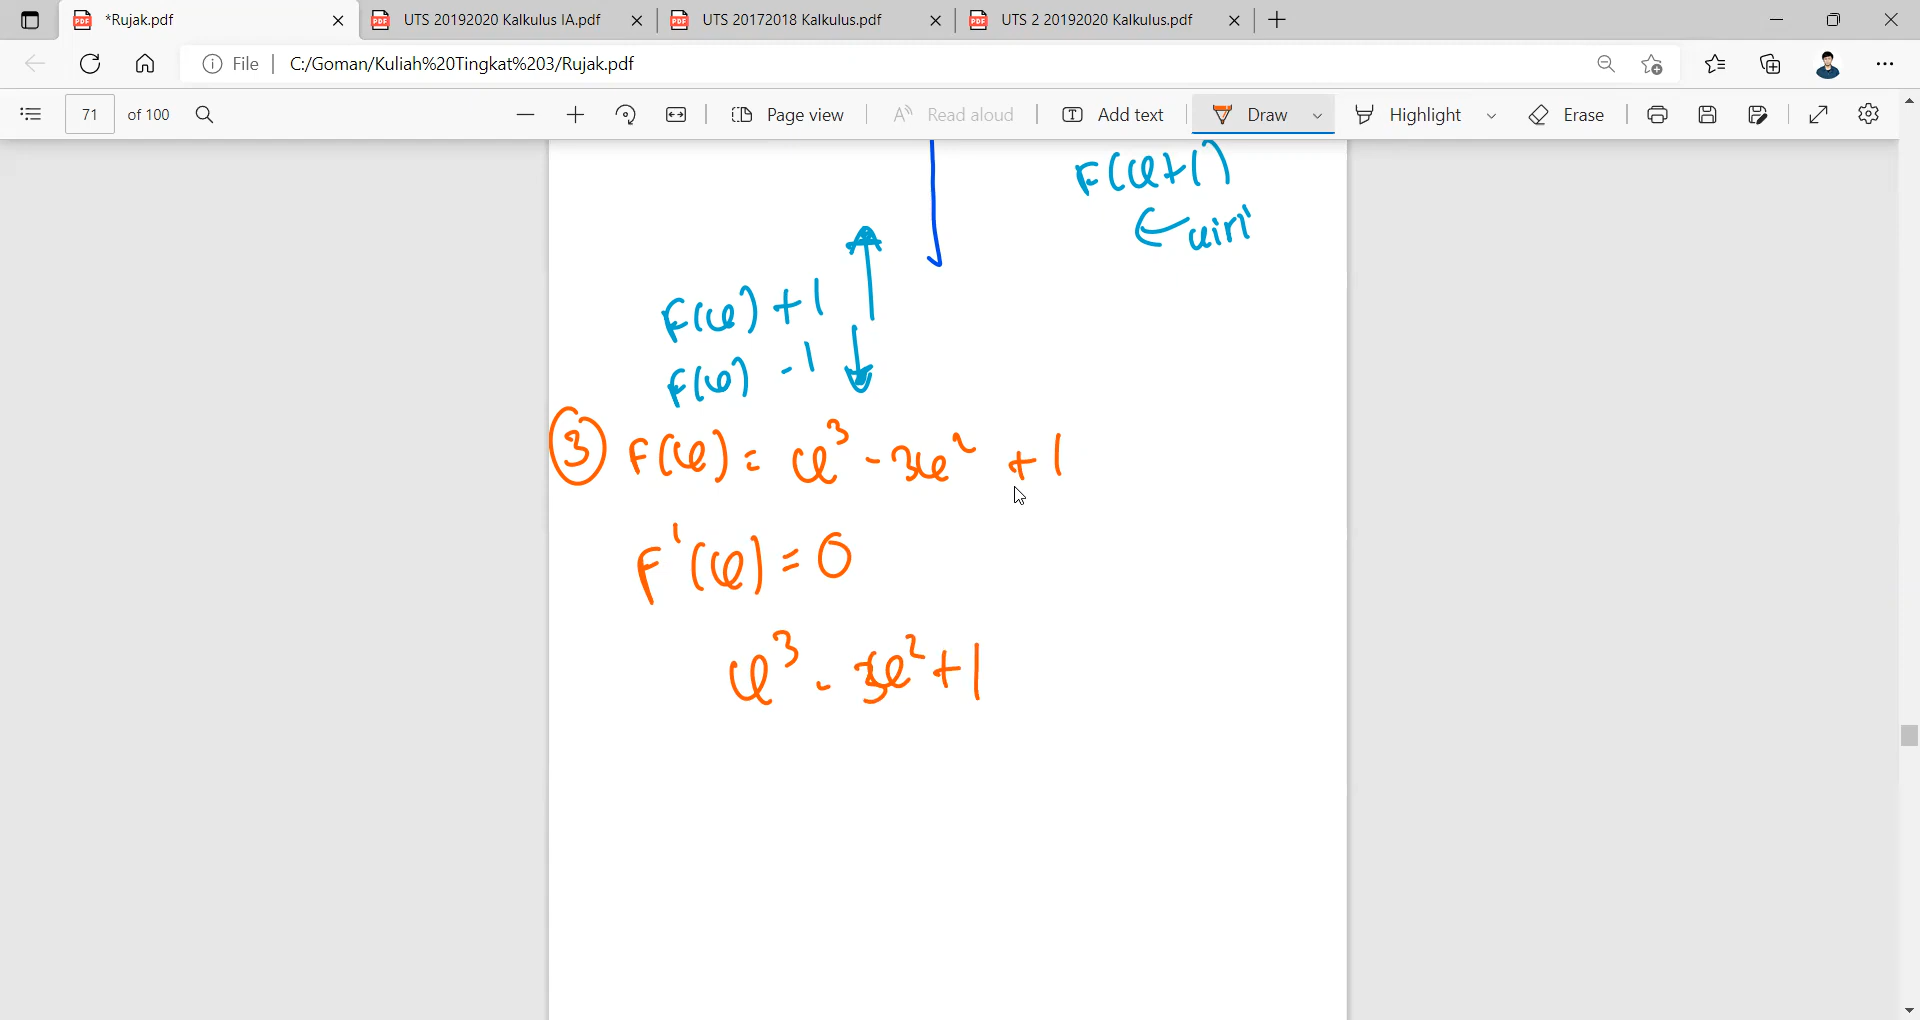 *Rujak.pdf
UTS 20192020 Kalkulus IA.pdf
UTS 20172018 Kalkulus.pdf
UTS 2 20192020 Kalkulus.pdf
File
C:/Goman/Kuliah%20Tingkat%203/Rujak.pdf
71 of 100
Page view
Read aloud
Add text
Draw
Highlight
Erase
F(x+1)
kiri
F(x) + 1
F(x) - 1
3 F(x) = x³ - 3x² + 1
F'(x) = 0
x³ - 3x² + 1